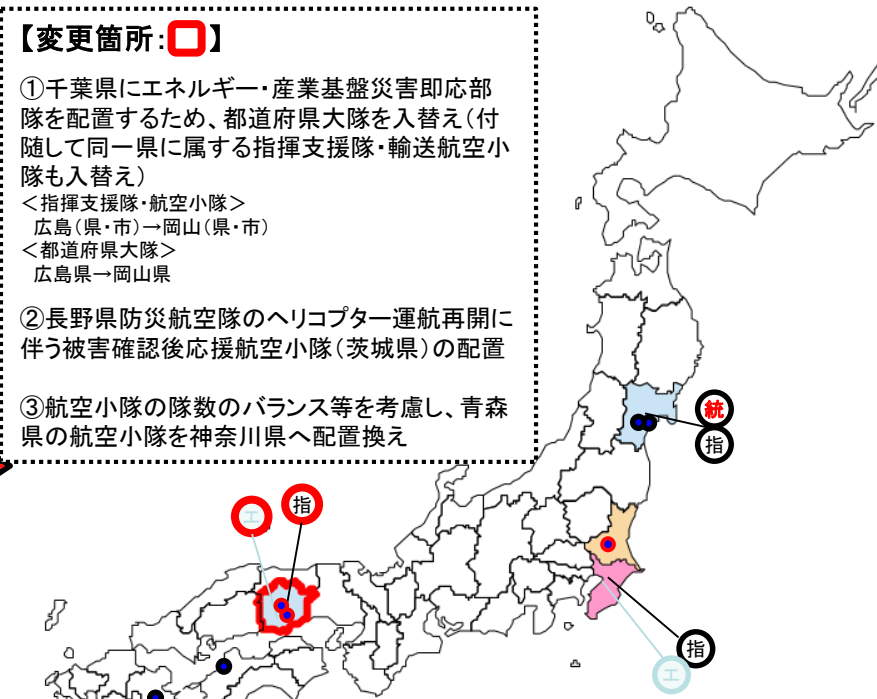 【変更箇所:　】
①千葉県にエネルギー・産業基盤災害即応部
隊を配置するため、都道府県大隊を入替え(付
随して同一県に属する指揮支援隊・輸送航空小
隊も入替え)
<指揮支援隊・航空小隊>
広島(県・市)→岡山(県・市)
<都道府県大隊>
広島県→岡山県
②長野県防災航空隊のヘリコプター運航再開に
伴う被害確認後応援航空小隊(茨城県)の配置
③航空小隊の隊数のバランス等を考慮し、青森
県の航空小隊を神奈川県へ配置換え
統
指
エ
指
指
エ